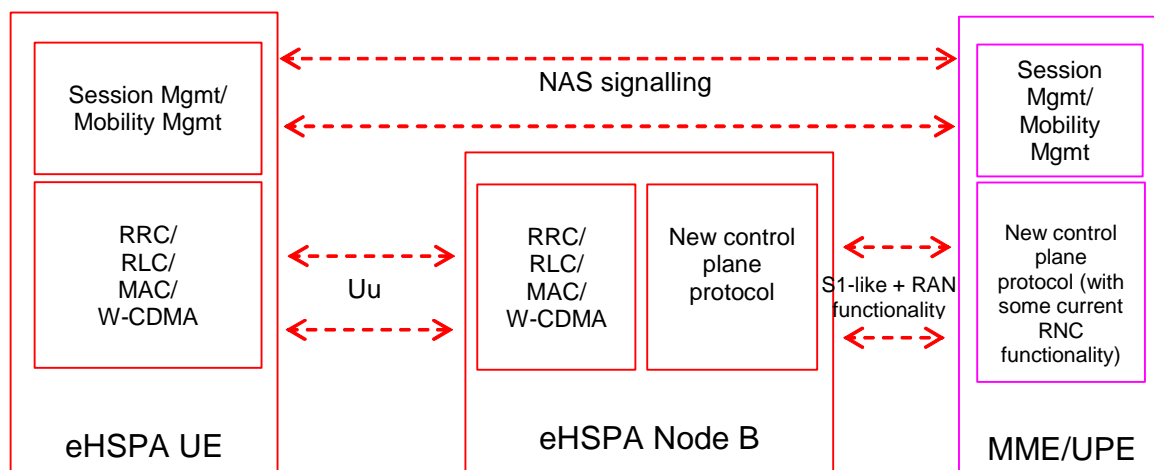 NAS signalling
Session Mgmt/
Mobility Mgmt
Session
Mgmt/
Mobility
Mgmt
RRC/
RLC/
MAC/
W-CDMA
Uu
RRC/
RLC/
MAC/
W-CDMA
New control
plane
protocol
S1-like + RAN
functionality
New control
plane
protocol (with
some current
RNC
functionality)
eHSPA UE
eHSPA Node B
MME/UPE